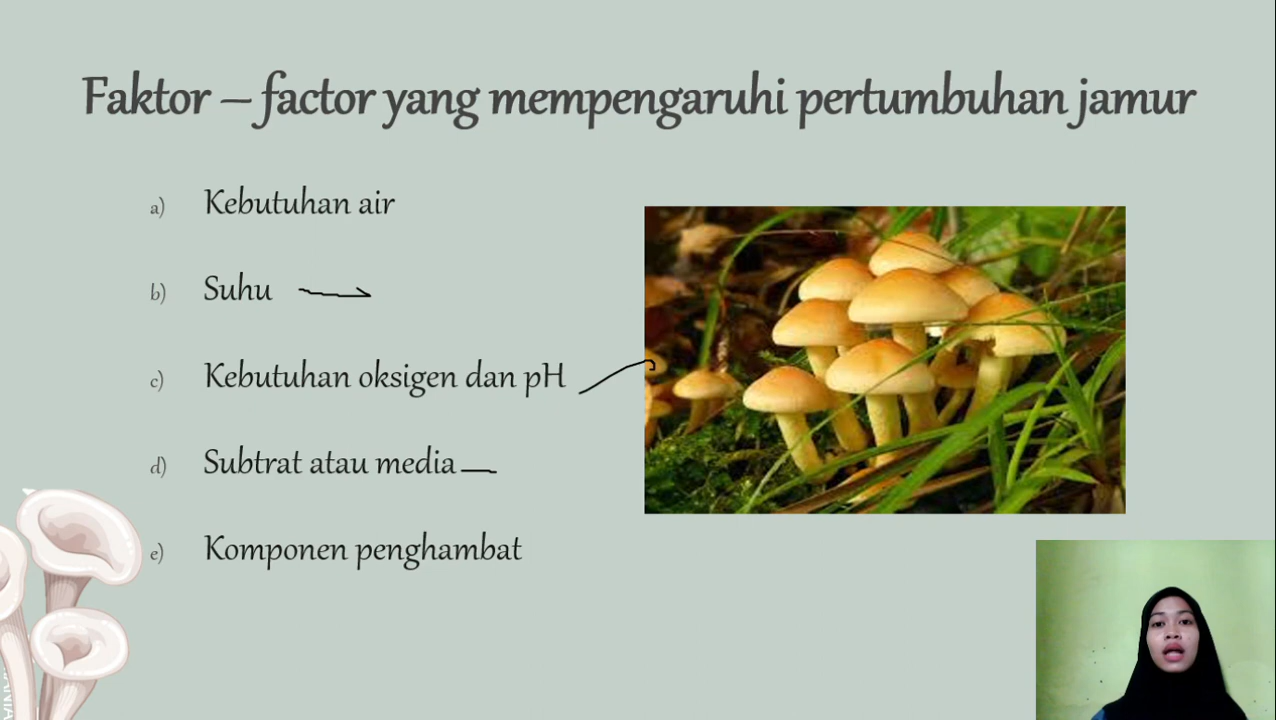 Faktor – factor yang mempengaruhi pertumbuhan jamur
a) Kebutuhan air
b) Suhu
c) Kebutuhan oksigen dan pH
d) Subtrat atau media
e) Komponen penghambat